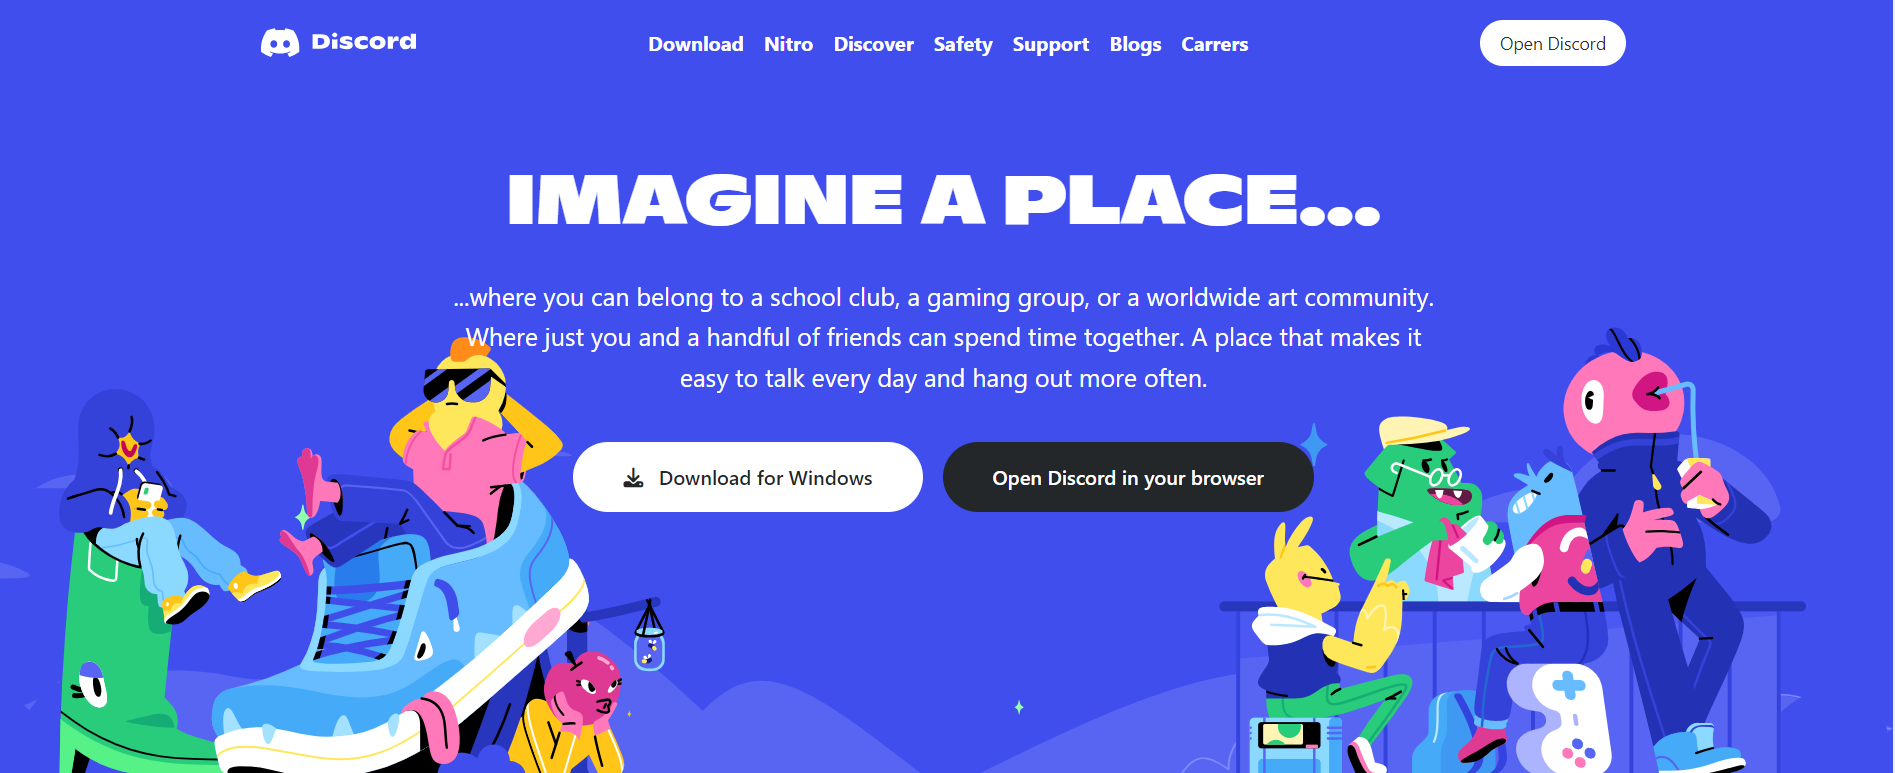 Discord
Download Nitro Discover Safety Support Blogs Carrers
Open Discord
IMAGINE A PLACE...
...where you can belong to a school club, a gaming group, or a worldwide art community.
Where just you and a handful of friends can spend time together. A place that makes it
easy to talk every day and hang out more often.
Download for Windows
Open Discord in your browser